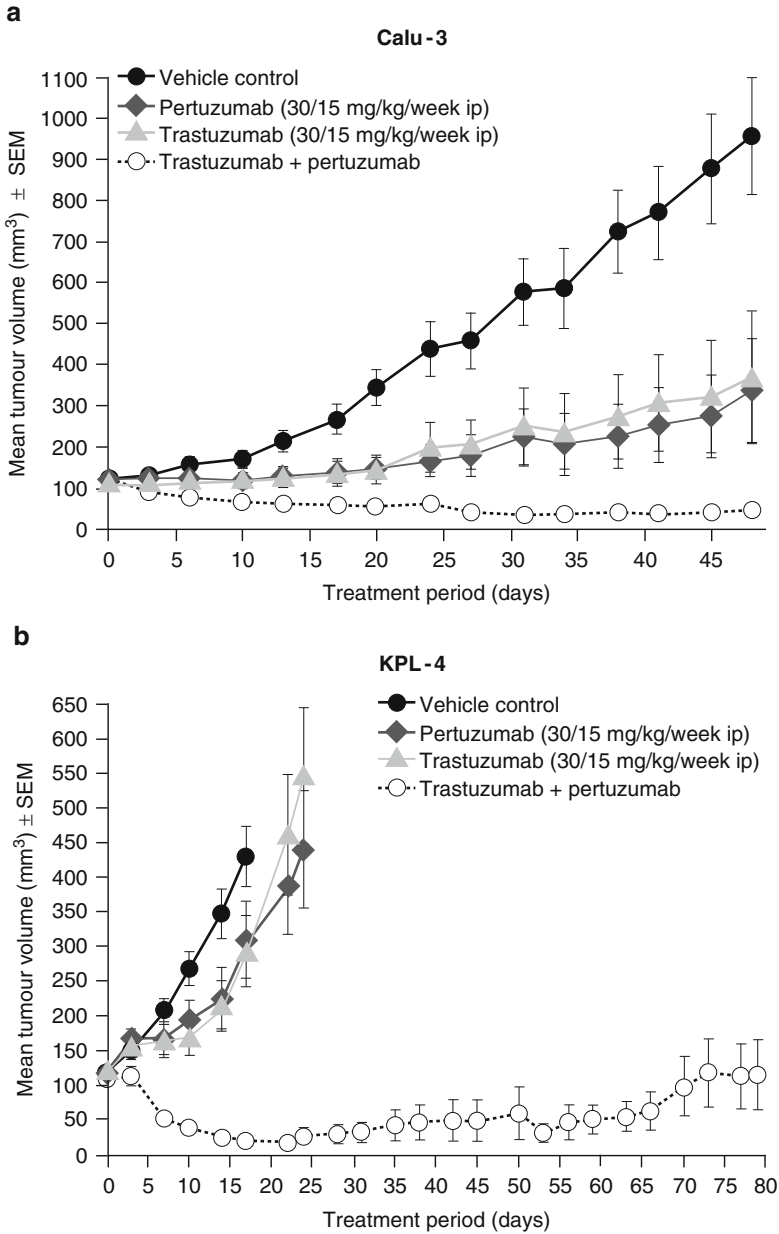 a
Calu-3
Mean tumour volume (mm³) ± SEM
1100
1000
900
800
700
600
500
400
300
200
100
0
Vehicle control
Pertuzumab (30/15 mg/kg/week ip)
Trastuzumab (30/15 mg/kg/week ip)
Trastuzumab + pertuzumab
0 5 10 15 20 25 30 35 40 45
Treatment period (days)
b
KPL-4
Mean tumour volume (mm³) ± SEM
650
600
550
500
450
400
350
300
250
200
150
100
50
0
Vehicle control
Pertuzumab (30/15 mg/kg/week ip)
Trastuzumab (30/15 mg/kg/week ip)
Trastuzumab + pertuzumab
0 5 10 15 20 25 30 35 40 45 50 55 60 65 70 75 80
Treatment period (days)